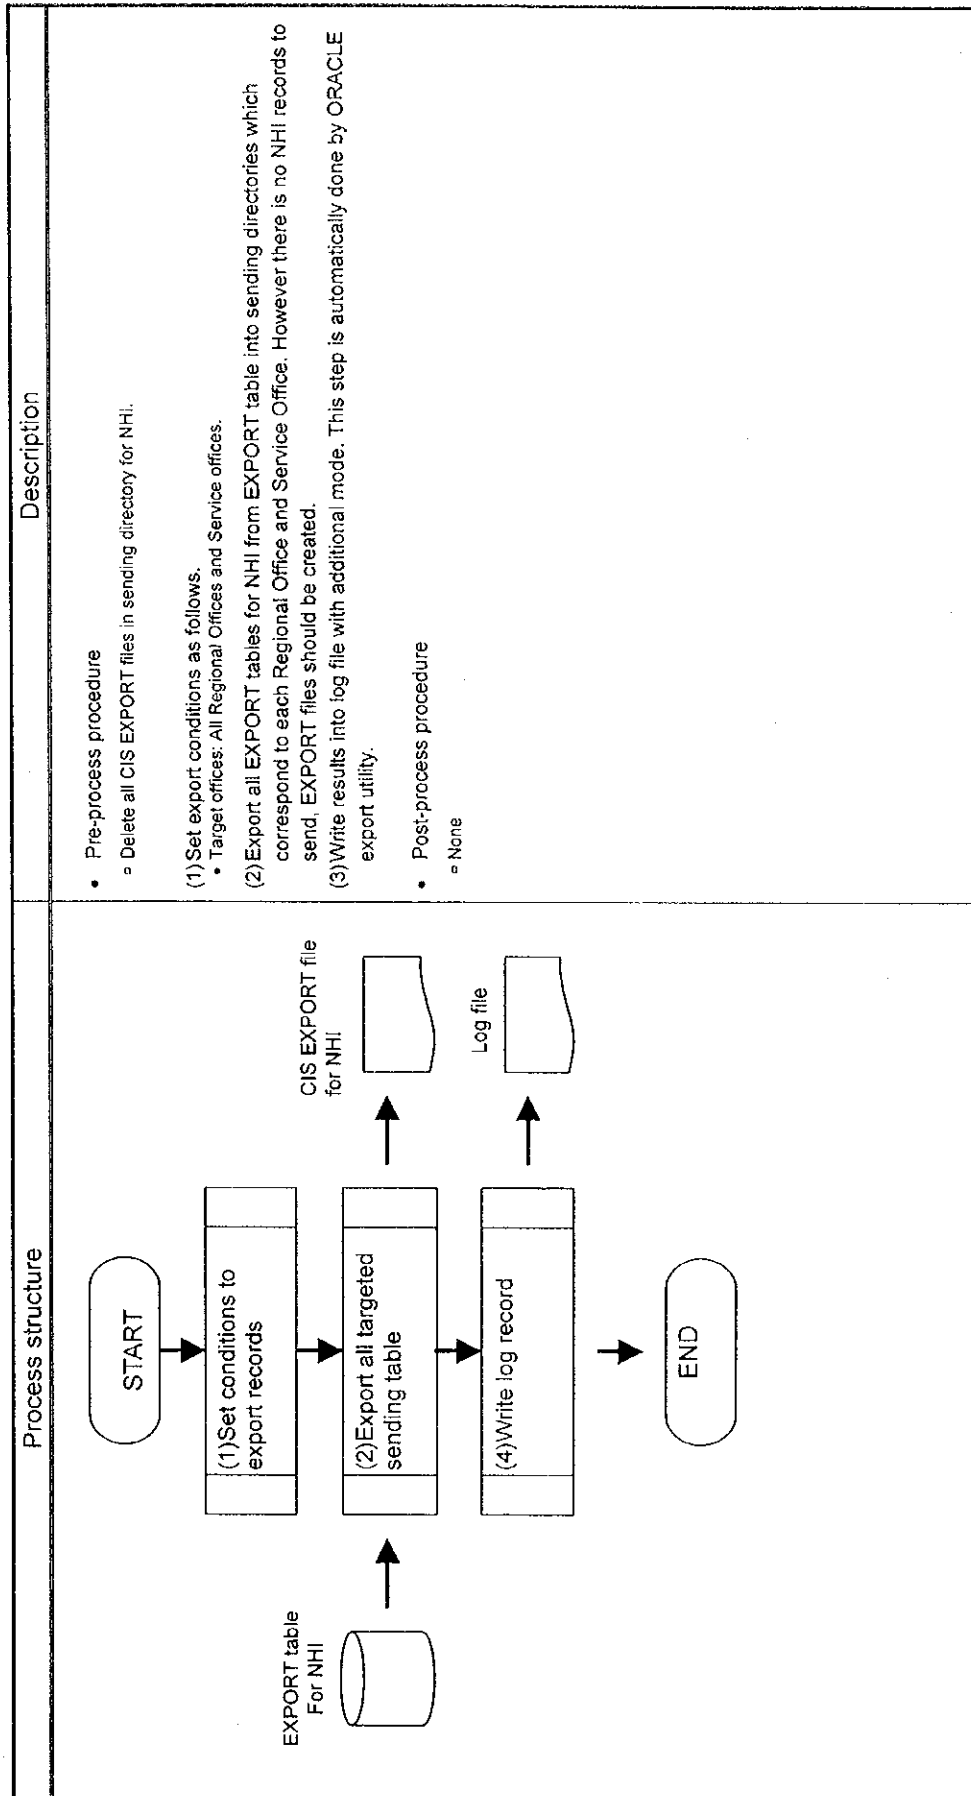 Process structure
Description
START
(1)Set conditions to
export records
EXPORT table
For NHI
(2)Export all targeted
sending table
CIS EXPORT file
for NHI
(4)Write log record
Log file
END
• Pre-process procedure
▫ Delete all CIS EXPORT files in sending directory for NHI.
(1)Set export conditions as follows.
• Target offices: All Regional Offices and Service offices.
(2)Export all EXPORT tables for NHI from EXPORT table into sending directories which
correspond to each Regional Office and Service Office. However there is no NHI records to
send, EXPORT files should be created.
(3)Write results into log file with additional mode. This step is automatically done by ORACLE
export utility.
• Post-process procedure
▫ None